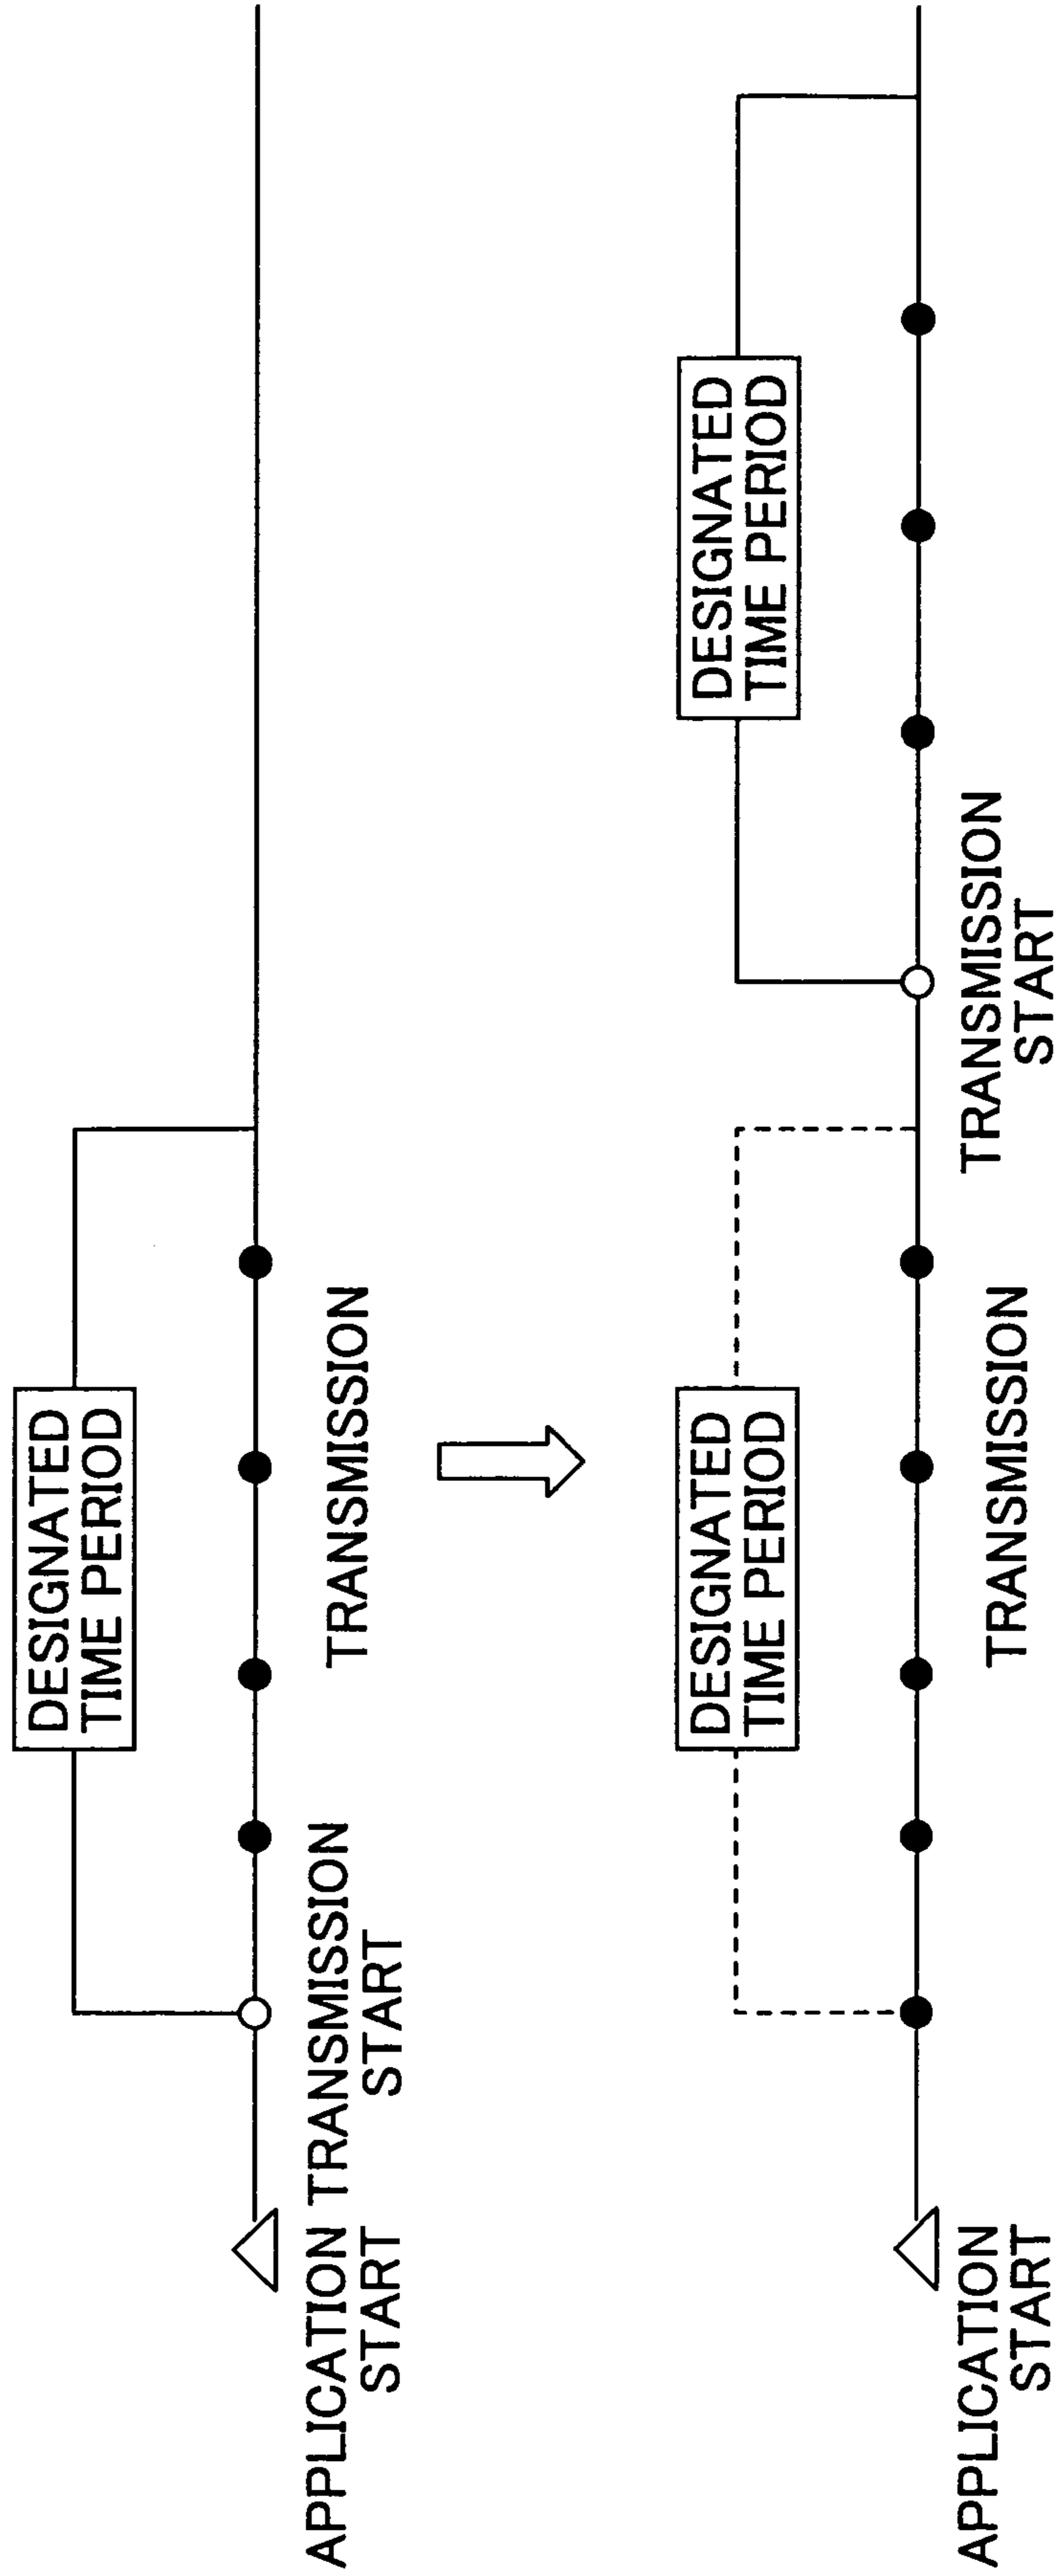 DESIGNATED
TIME PERIOD
APPLICATION
START
TRANSMISSION
START
TRANSMISSION
DESIGNATED
TIME PERIOD
DESIGNATED
TIME PERIOD
APPLICATION
START
TRANSMISSION
TRANSMISSION
START